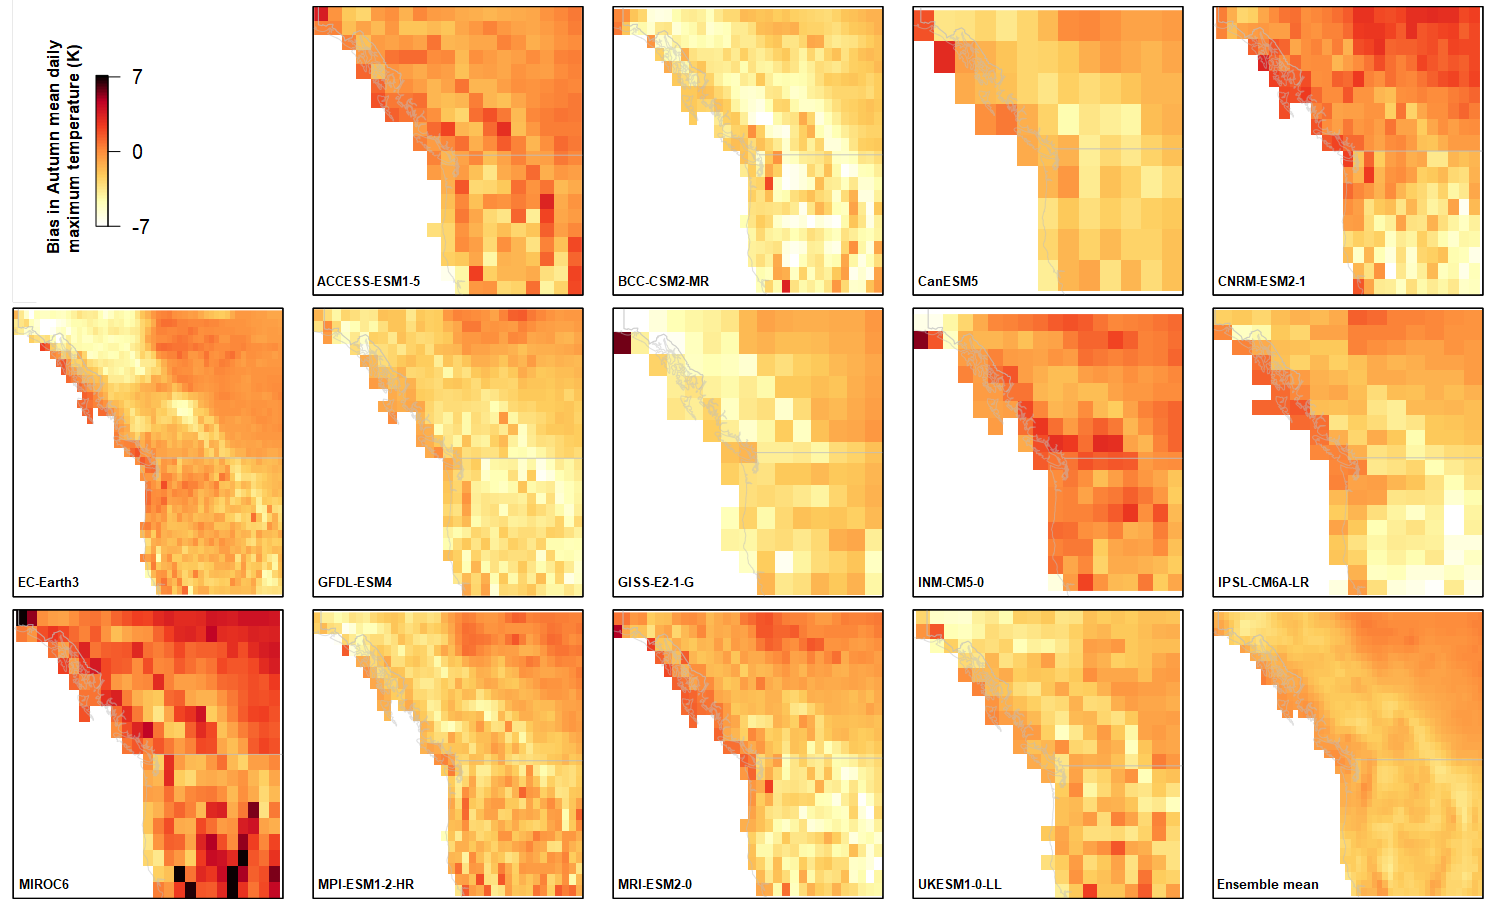 Bias in Autumn mean daily
maximum temperature (K)
7
0
-7
ACCESS-ESM1-5
BCC-CSM2-MR
CanESM5
CNRM-ESM2-1
EC-Earth3
GFDL-ESM4
GISS-E2-1-G
INM-CM5-0
IPSL-CM6A-LR
MIROC6
MPI-ESM1-2-HR
MRI-ESM2-0
UKESM1-0-LL
Ensemble mean